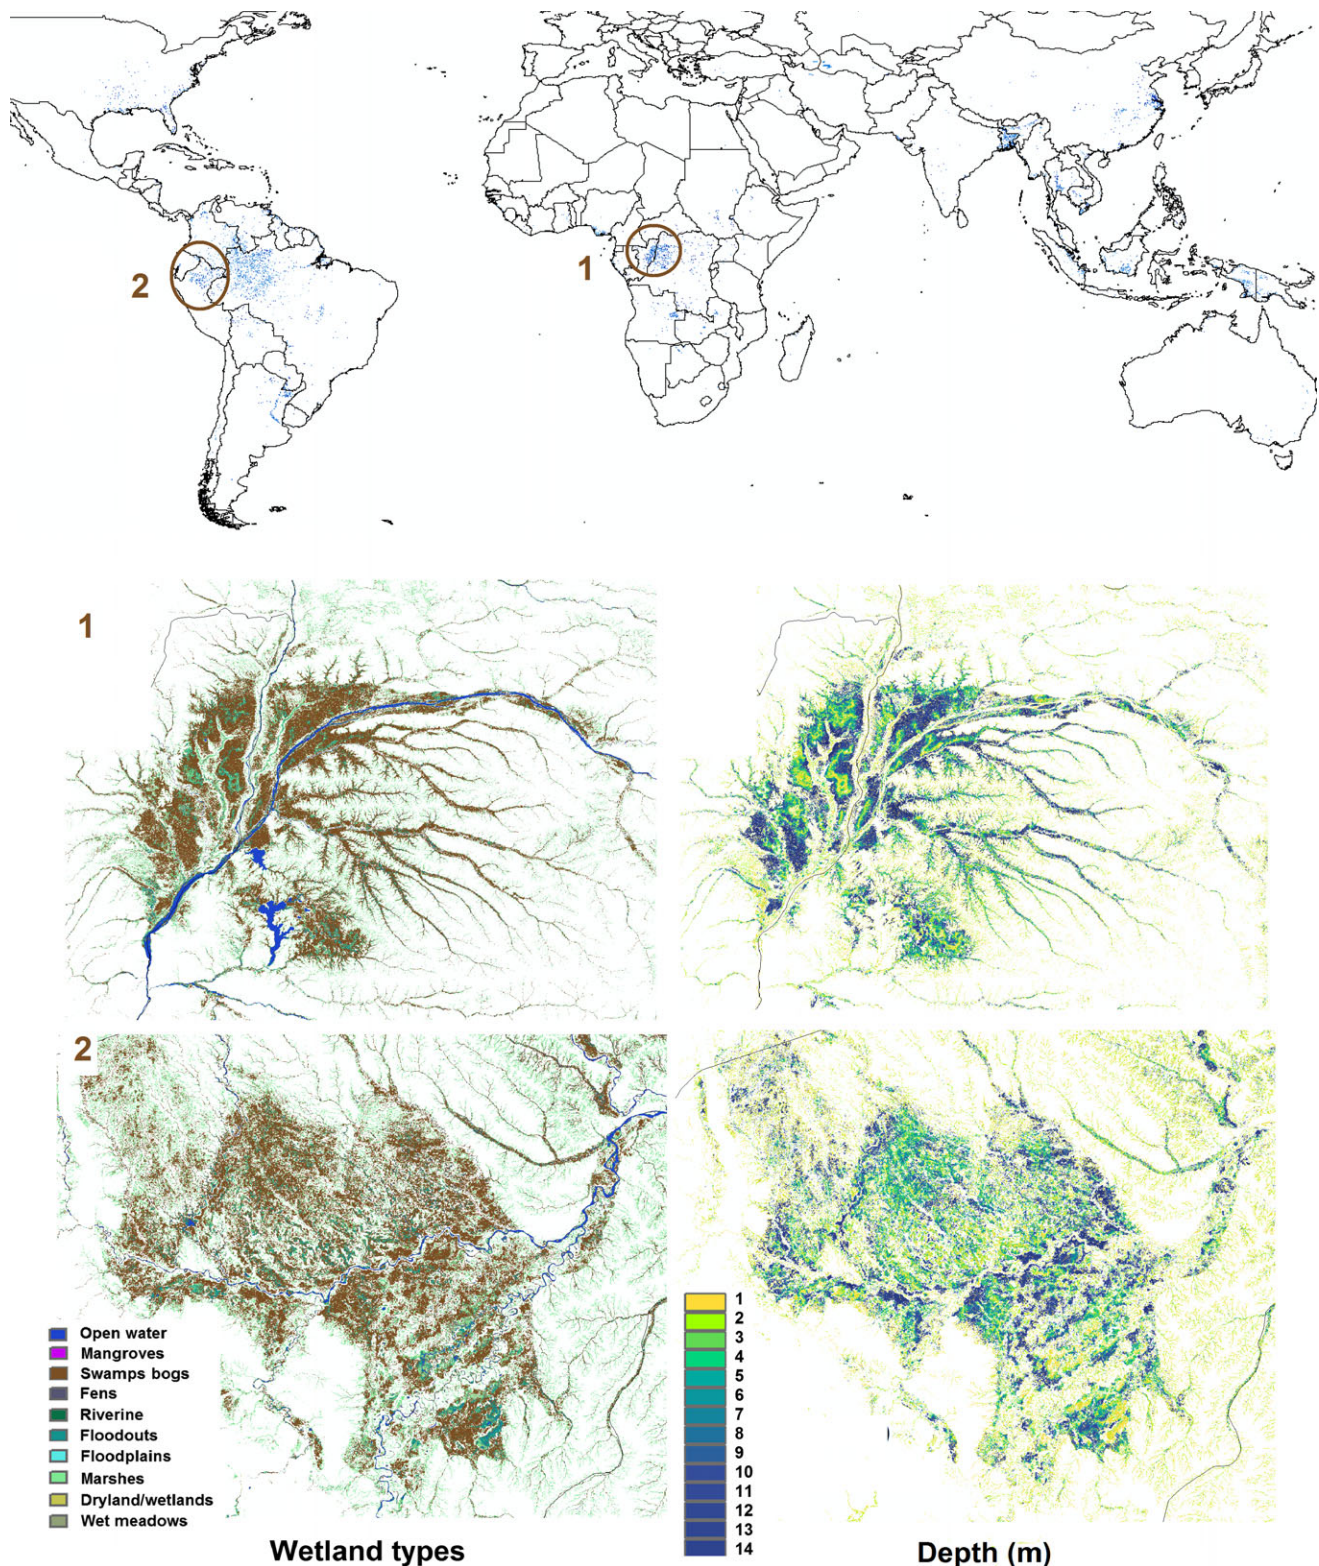 2
1
1
2
Open water
Mangroves
Swamps bogs
Fens
Riverine
Floodouts
Floodplains
Marshes
Dryland/wetlands
Wet meadows
Wetland types
1
2
3
4
5
6
7
8
9
10
11
12
13
14
Depth (m)